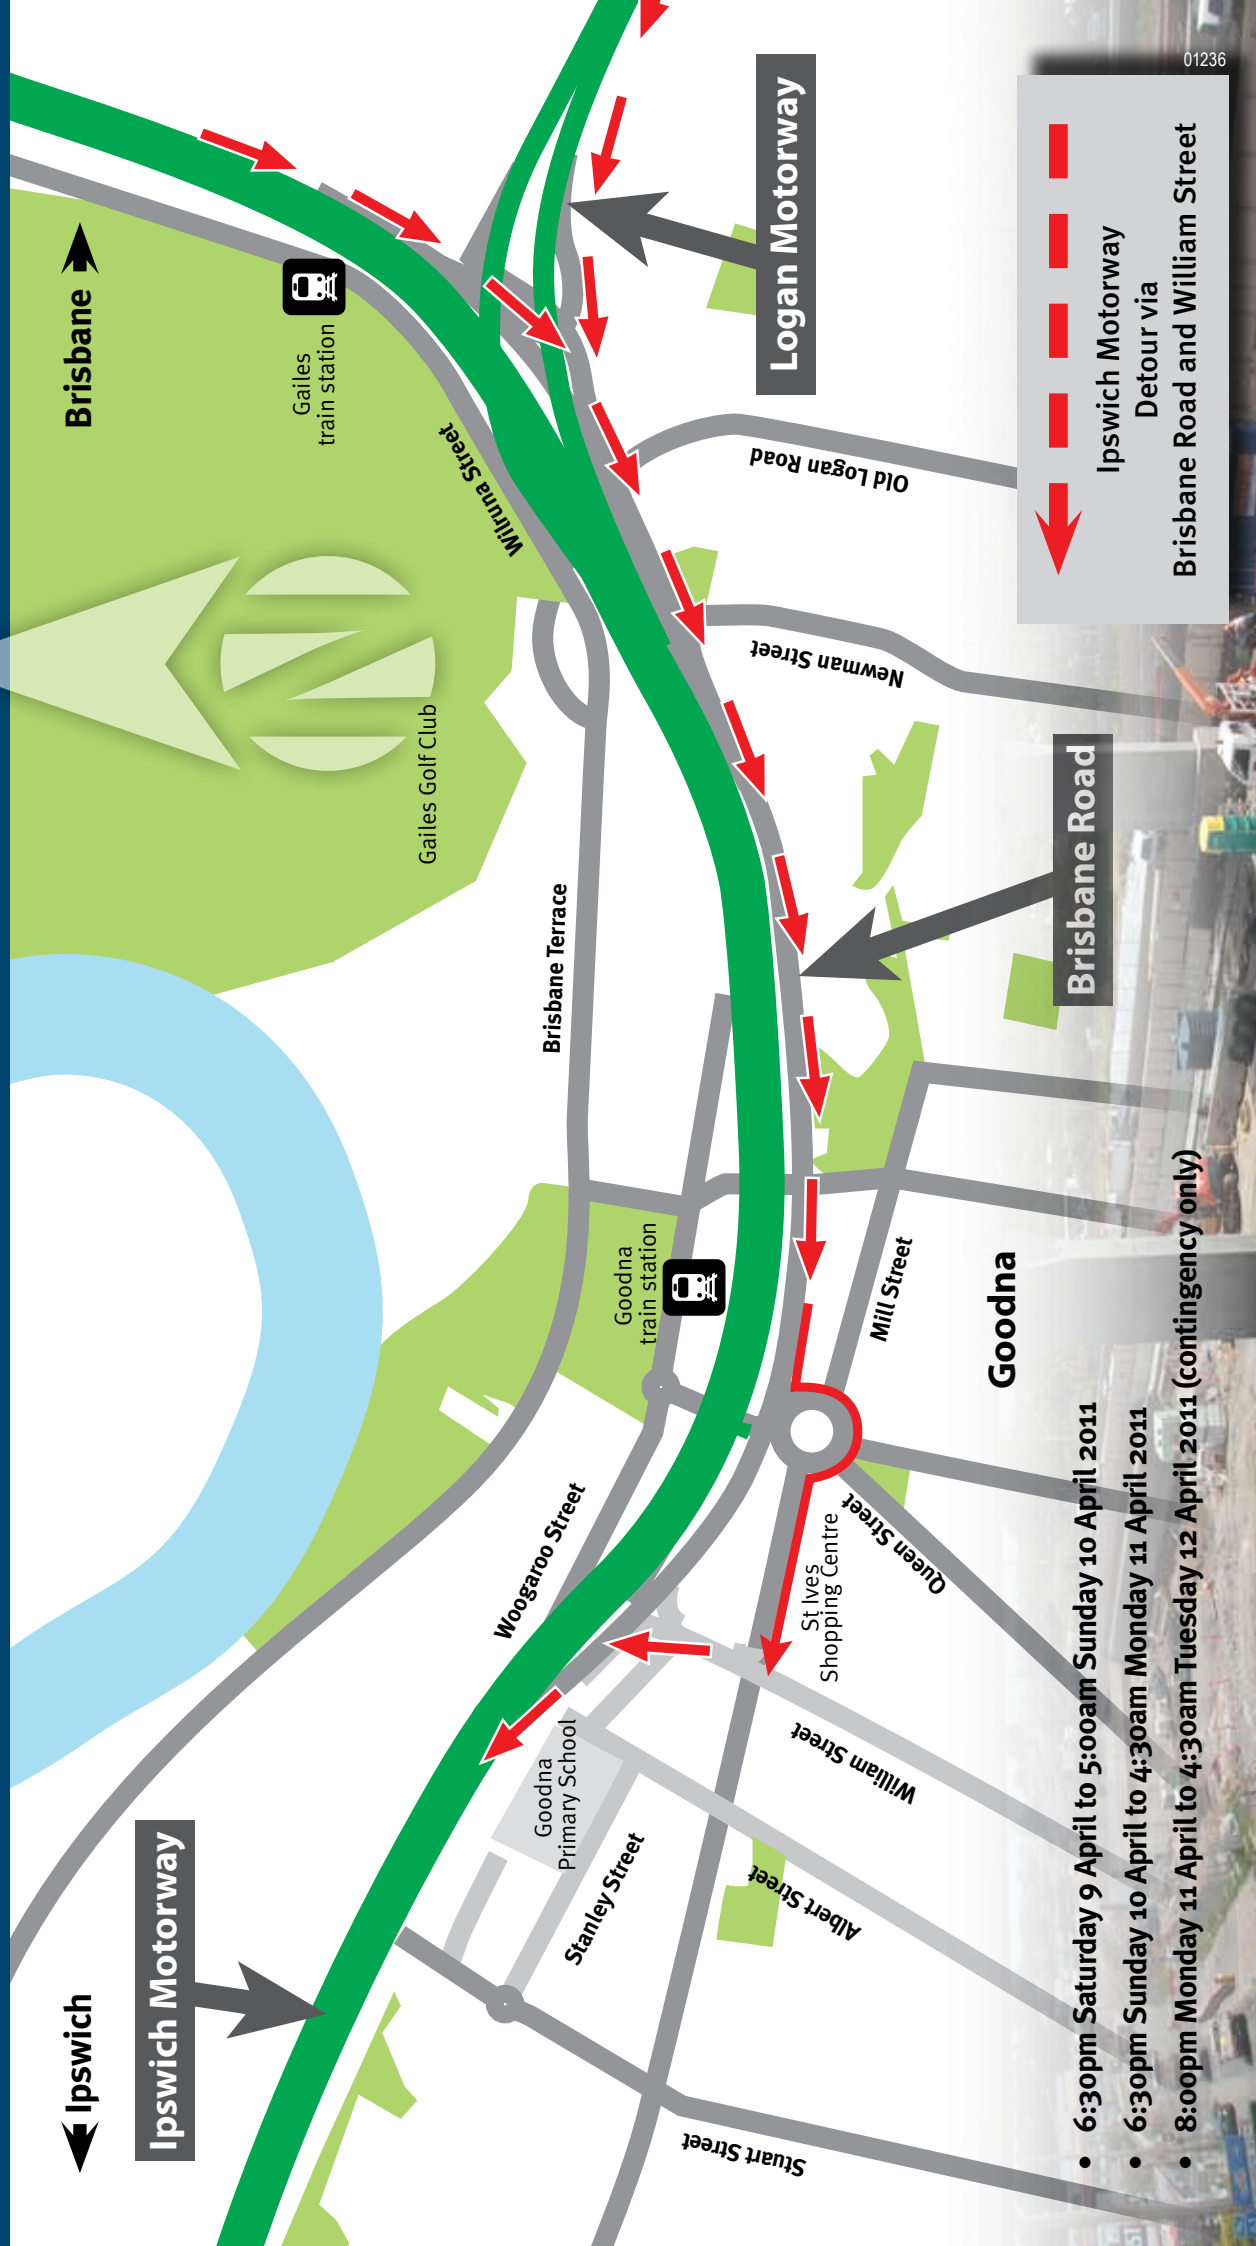 Ipswich
Brisbane
Ipswich Motorway
Gailes
train station
Wilruna Street
N
Gailes Golf Club
Brisbane Terrace
Logan Motorway
Old Logan Road
Newman Street
Woogaroo Street
Goodna
train station
Goodna
Primary School
Stanley Street
St Ives
Shopping Centre
Queen Street
William Street
Albert Street
Stuart Street
Mill Street
Goodna
Brisbane Road
• 6:30pm Saturday 9 April to 5:00am Sunday 10 April 2011
• 6:30pm Sunday 10 April to 4:30am Monday 11 April 2011
• 8:00pm Monday 11 April to 4:30am Tuesday 12 April 2011 (contingency only)
Ipswich Motorway
Detour via
Brisbane Road and William Street
01236